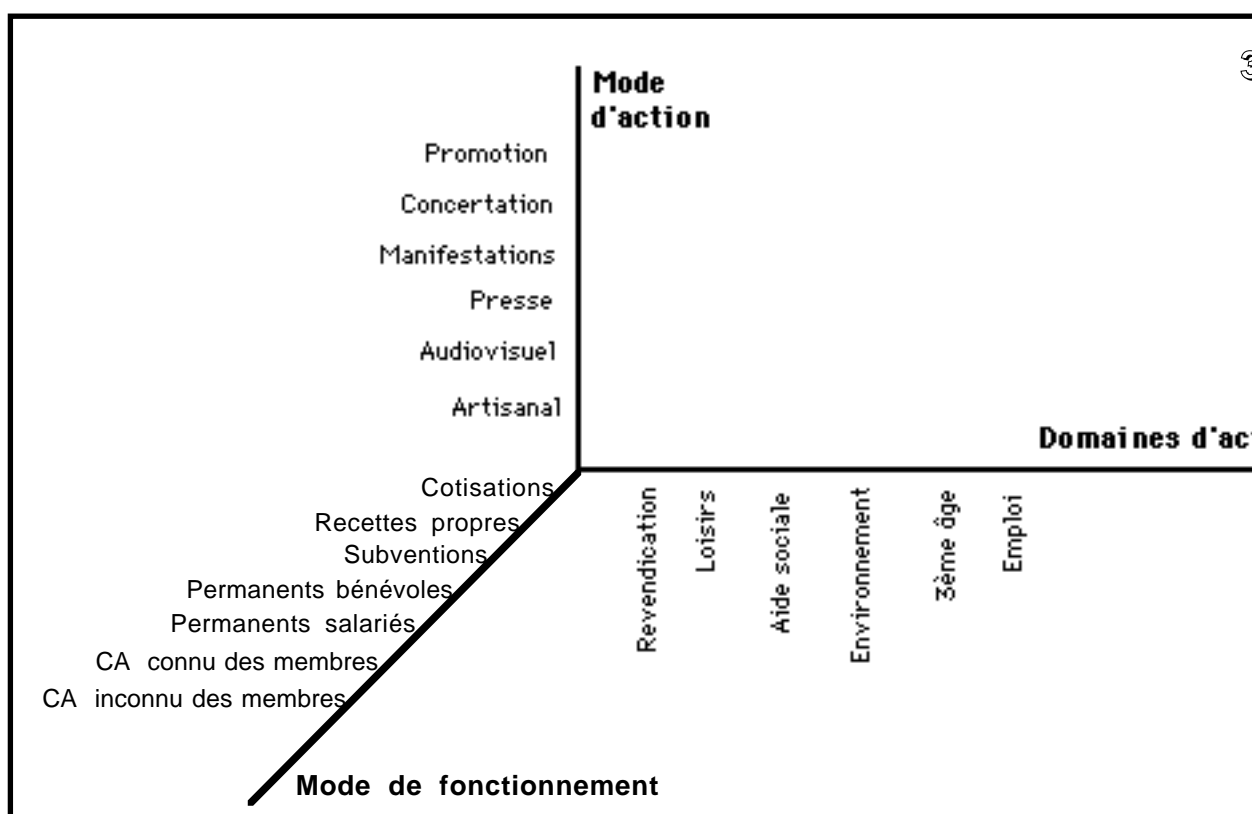 3
Mode
d'action
Promotion
Concertation
Manifestations
Presse
Audiovisuel
Artisanal
Domaines d'act
Cotisations
Recettes propres
Subventions
Permanents bénévoles
Permanents salariés
CA connu des membres
CA inconnu des membres
Revendication
Loisirs
Aide sociale
Environnement
3ème âge
Emploi
Mode de fonctionnement